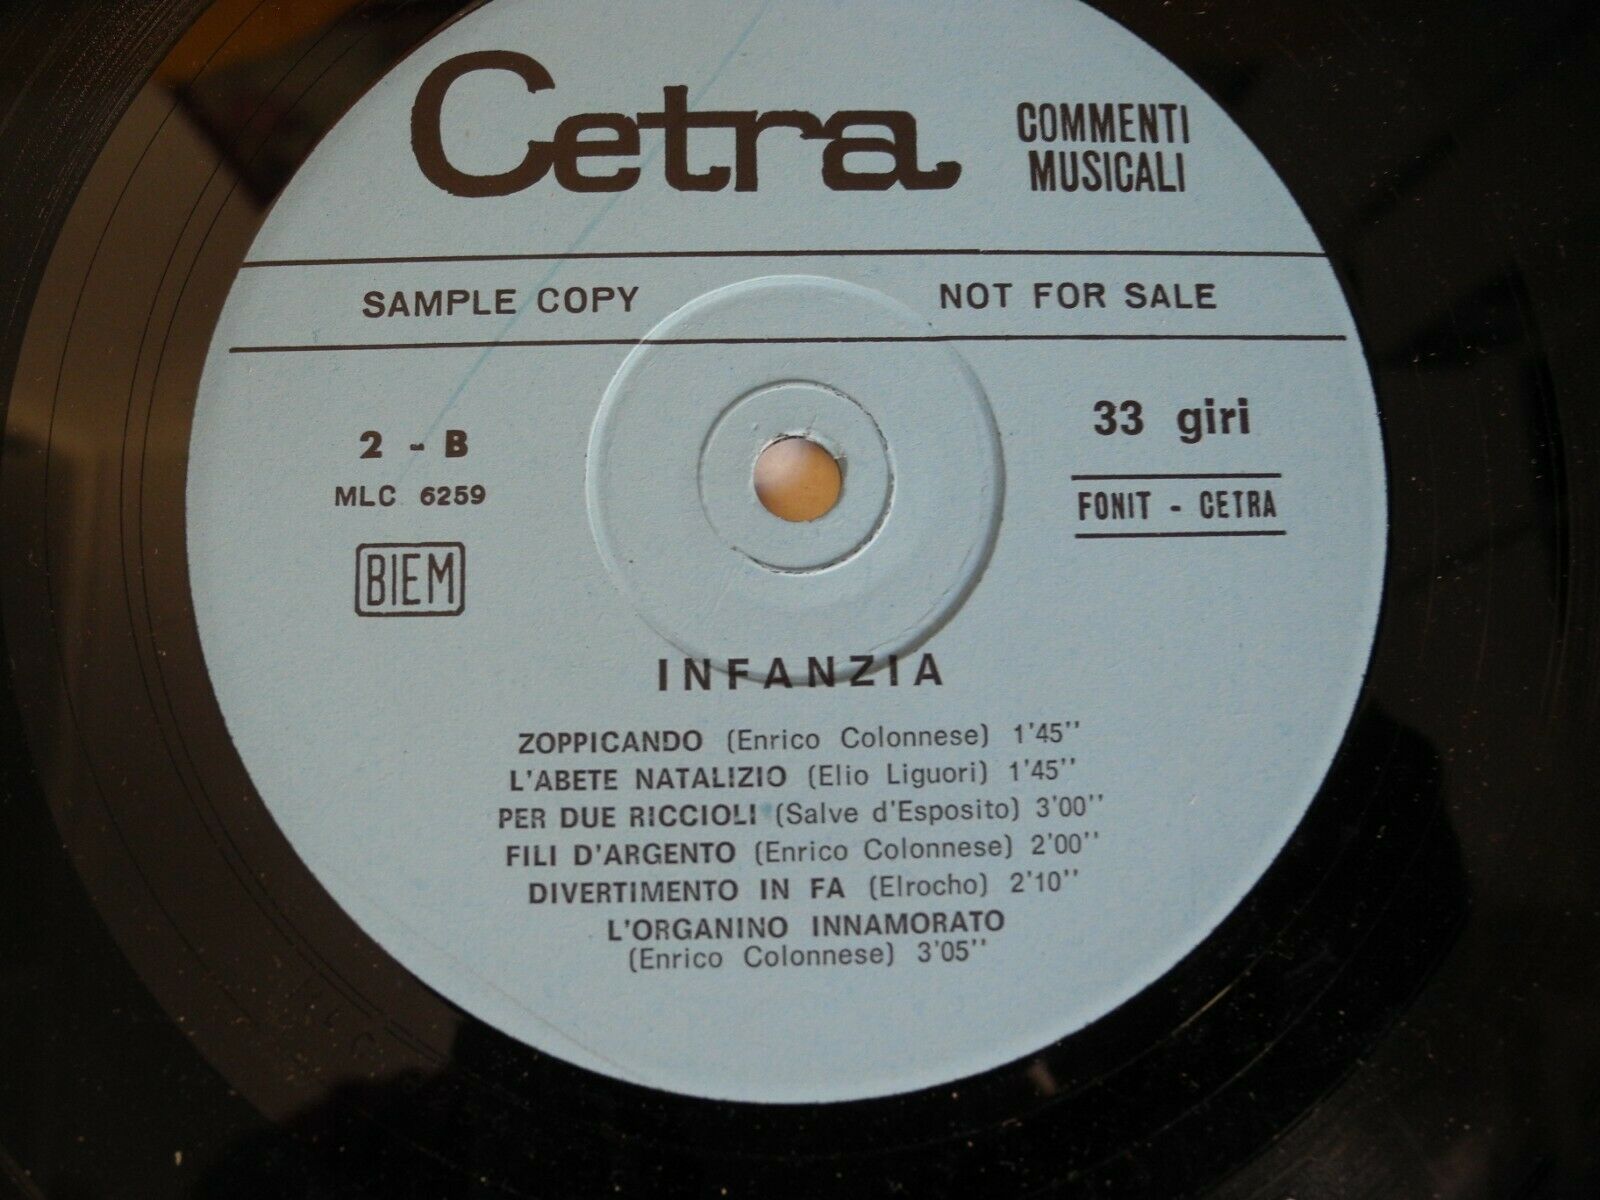 Cetra COMMENTI
MUSICALI
SAMPLE COPY NOT FOR SALE
2 - B 33 giri
MLC 6259
FONIT - CETRA
BIEM
INFANZIA
ZOPPICANDO (Enrico Colonnese) 1'45''
L'ABETE NATALIZIO (Elio Liguori) 1'45''
PER DUE RICCIOLI (Salve d'Esposito) 3'00''
FILI D'ARGENTO (Enrico Colonnese) 2'00''
DIVERTIMENTO IN FA (Elrocho) 2'10''
L'ORGANINO INNAMORATO
(Enrico Colonnese) 3'05''